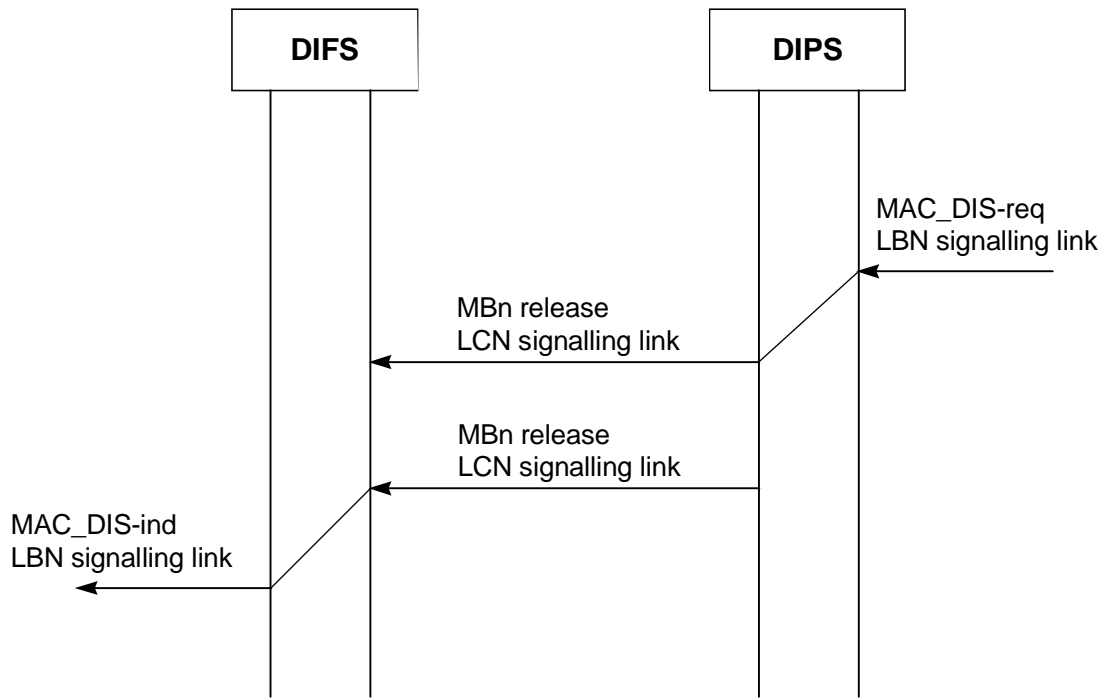 DIFS
DIPS
MAC_DIS-req
LBN signalling link
MBn release
LCN signalling link
MBn release
LCN signalling link
MAC_DIS-ind
LBN signalling link